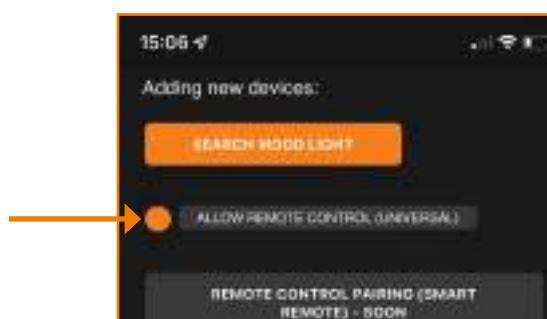 15:06
Adding new devices:
SEARCH MOOD LIGHT
ALLOW REMOTE CONTROL (UNIVERSAL)
REMOTE CONTROL PAIRING (SMART
REMOTE) - SOON